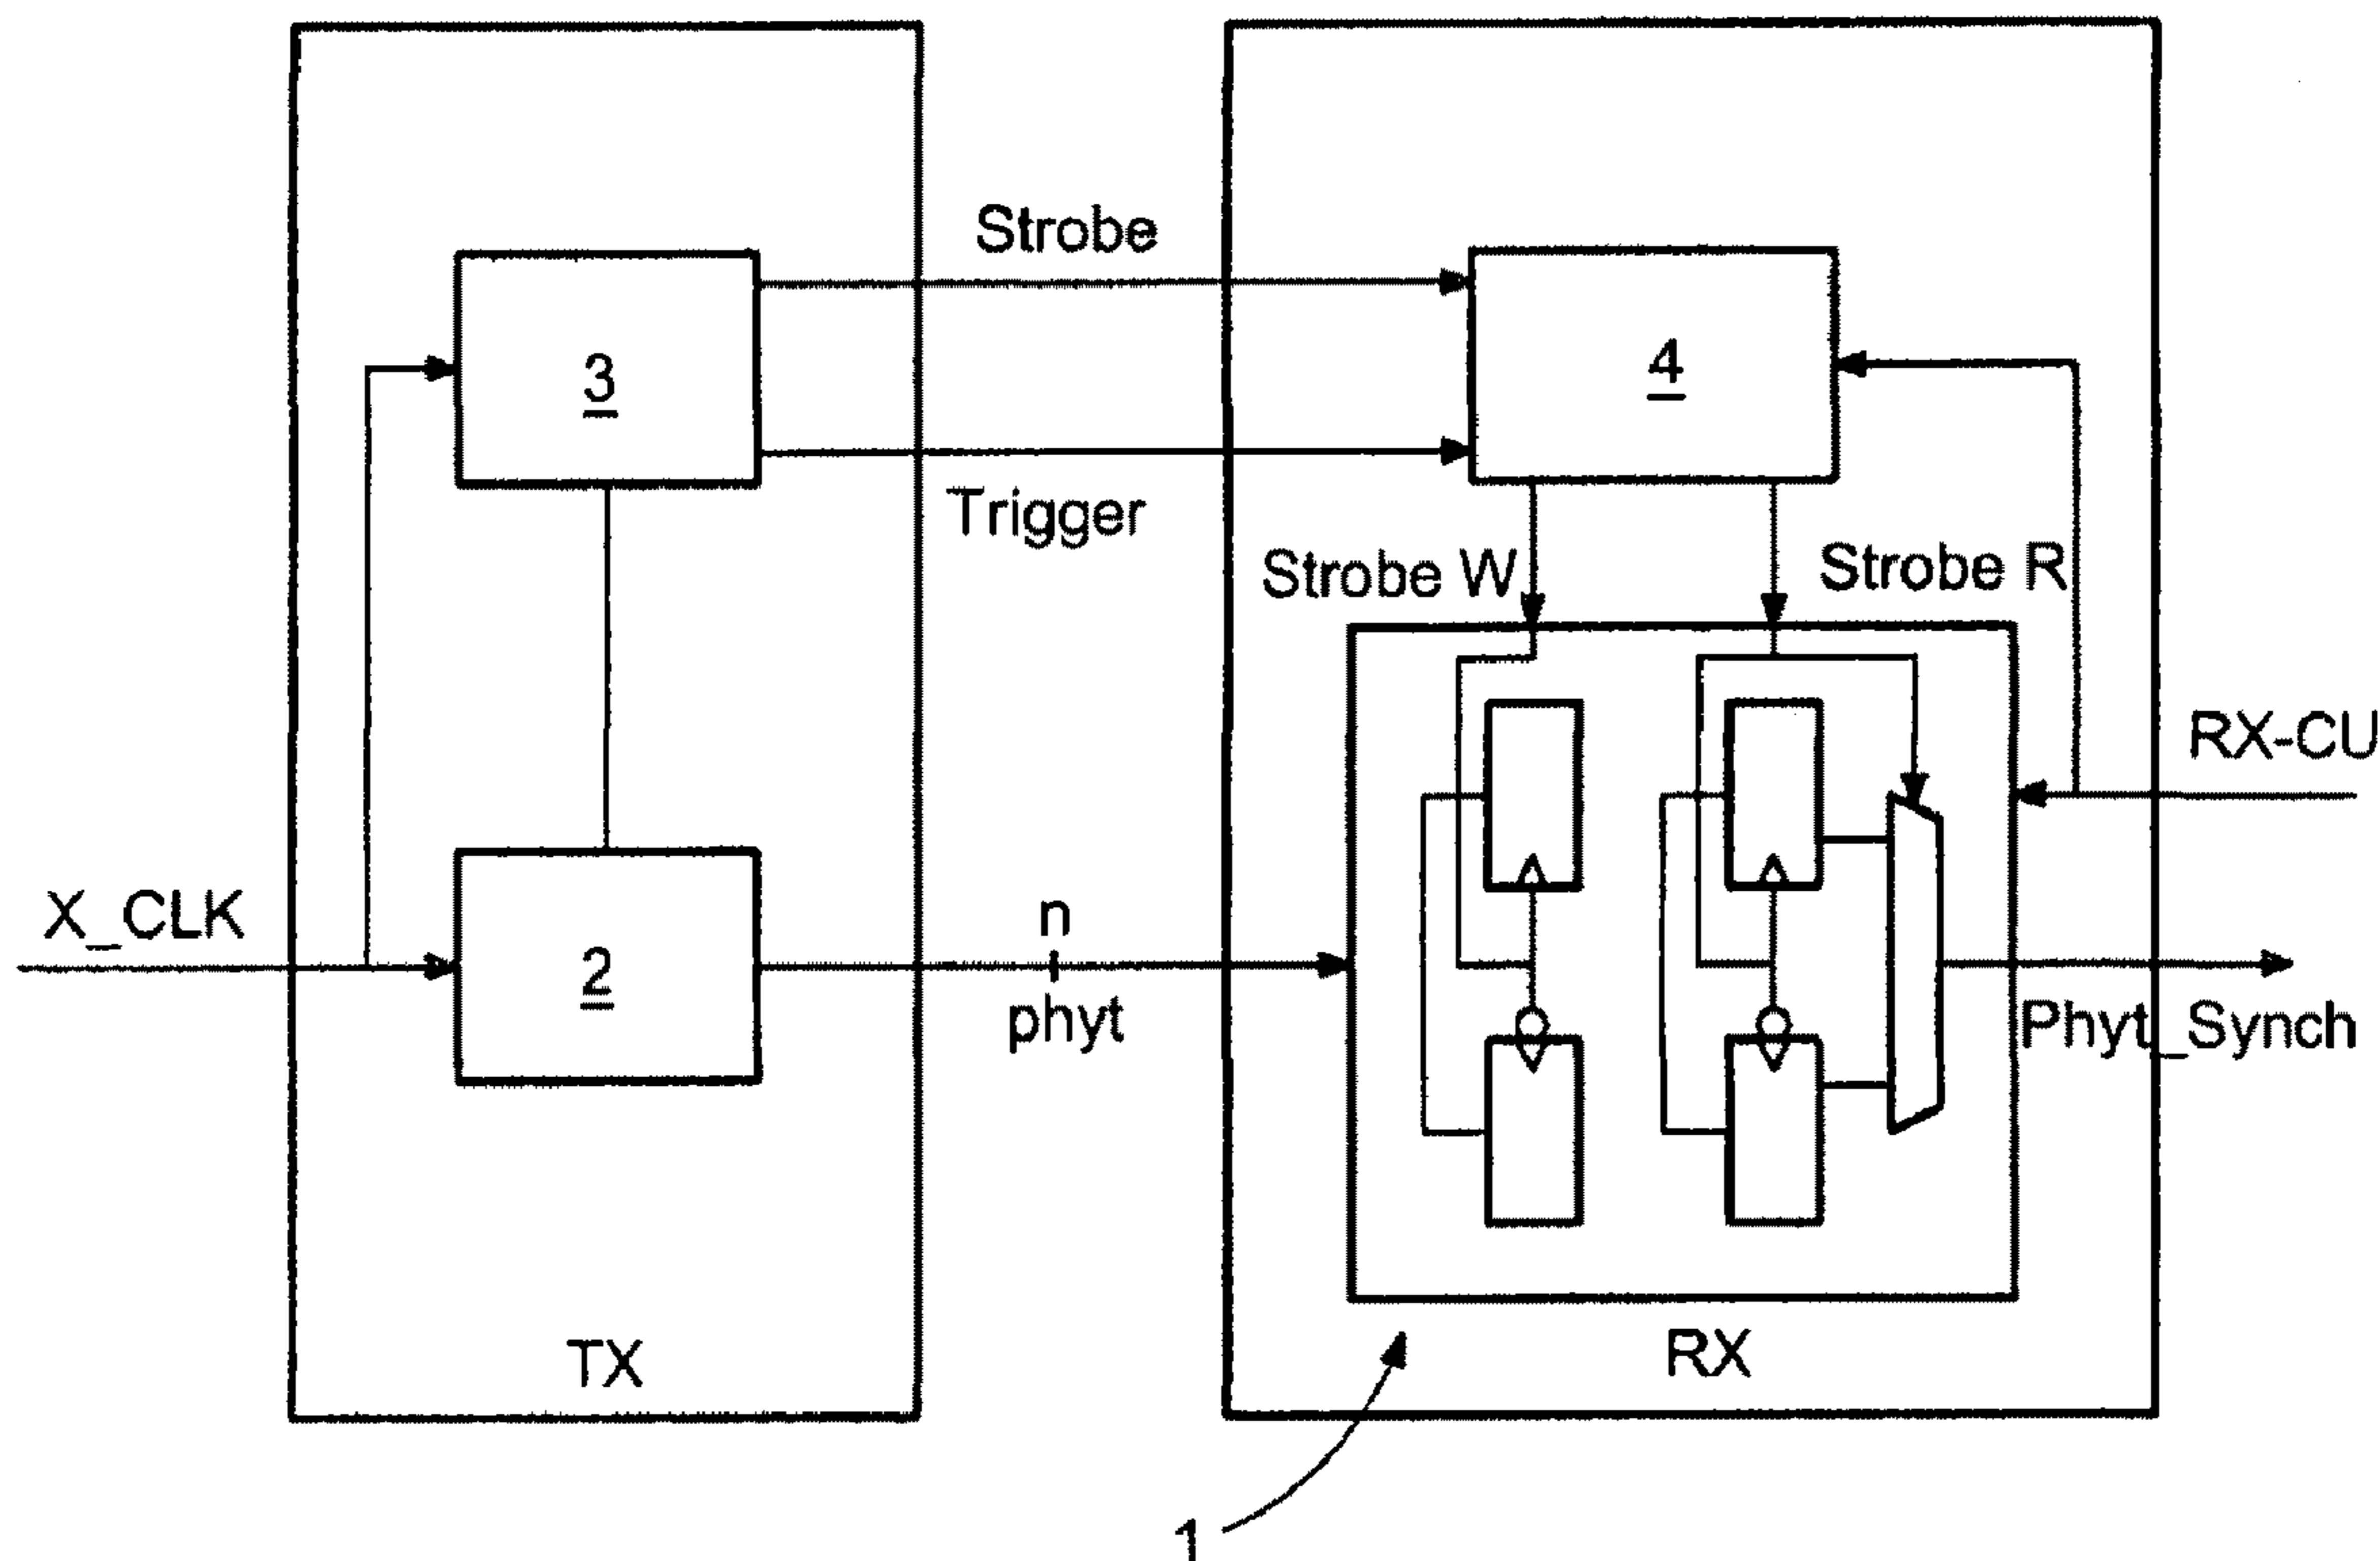 Strobe
3
4
Trigger
Strobe W
Strobe R
RX-CU
X_CLK
n
2
phyt
Phyt_Synch
TX
RX
1